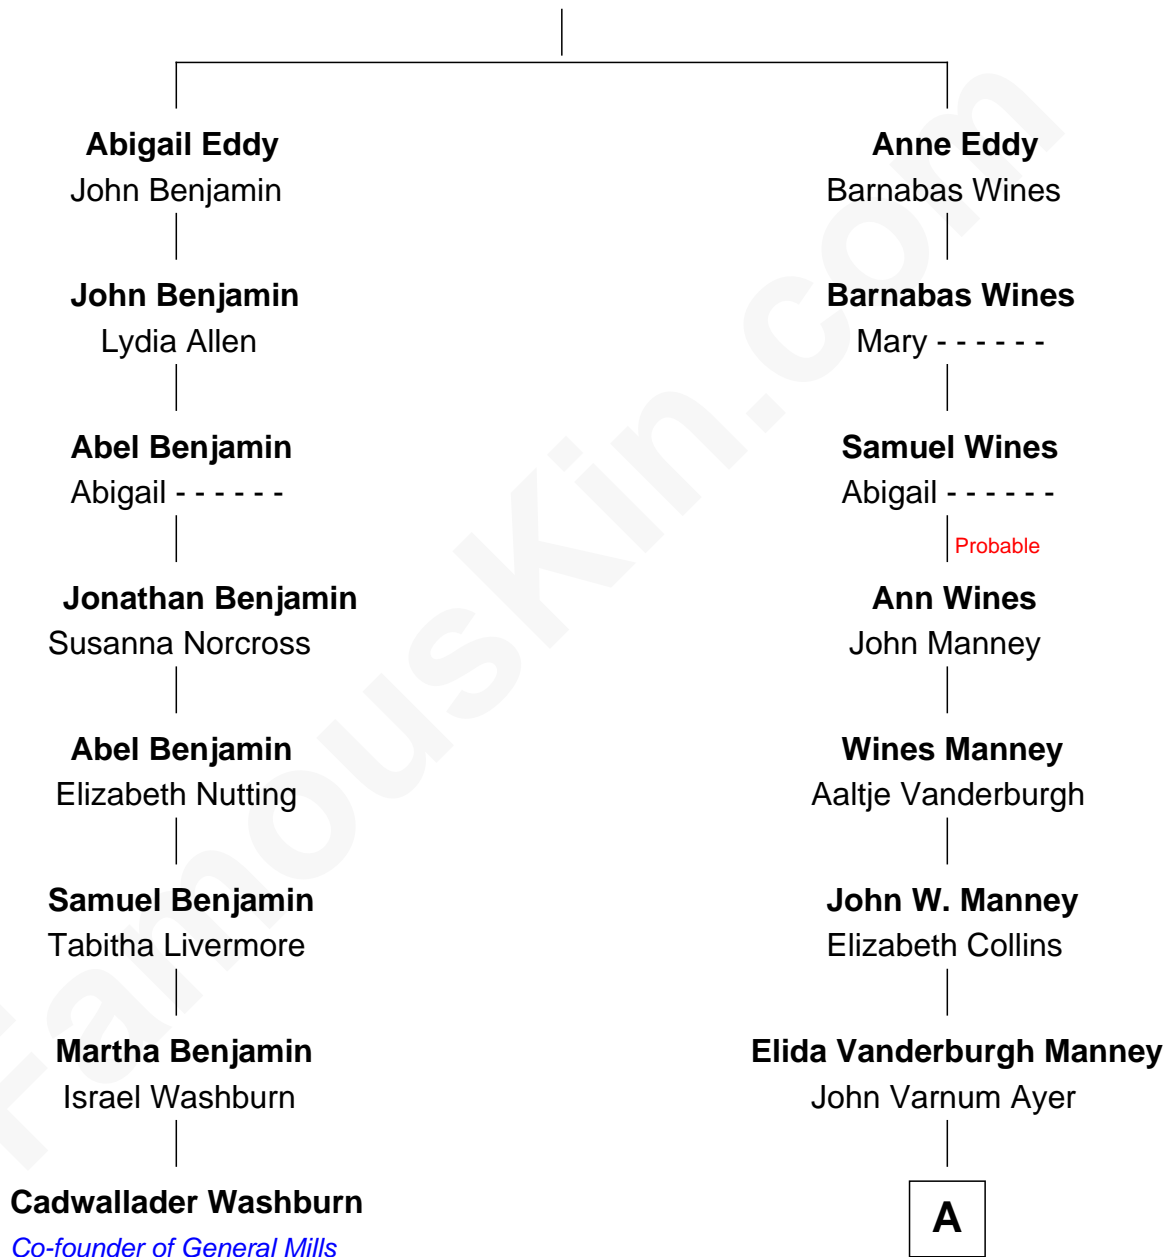 Abigail Eddy
John Benjamin
Anne Eddy
Barnabas Wines
John Benjamin
Lydia Allen
Barnabas Wines
Mary - - - - - -
Abel Benjamin
Abigail - - - - - -
Samuel Wines
Abigail - - - - - -
Probable
Jonathan Benjamin
Susanna Norcross
Ann Wines
John Manney
Abel Benjamin
Elizabeth Nutting
Wines Manney
Aaltje Vanderburgh
Samuel Benjamin
Tabitha Livermore
John W. Manney
Elizabeth Collins
Martha Benjamin
Israel Washburn
Elida Vanderburgh Manney
John Varnum Ayer
Cadwallader Washburn
Co-founder of General Mills
A
FamousKin.com